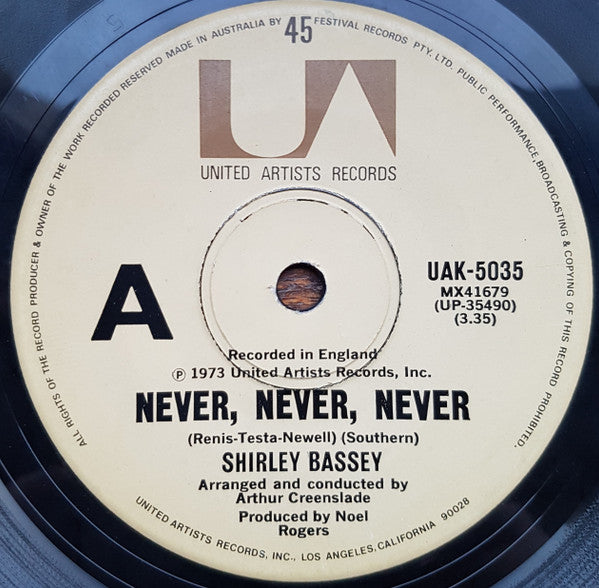 ALL RIGHTS OF THE RECORD PRODUCER & OWNER OF THE WORK RECORDED RESERVED MADE IN AUSTRALIA BY FESTIVAL RECORDS PTY. LTD. PUBLIC PERFORMANCE, BROADCASTING & COPYING OF THIS RECORD PROHIBITED.
45
UA
UNITED ARTISTS RECORDS
A
UAK-5035
MX41679
(UP-35490)
(3.35)
Recorded in England
℗ 1973 United Artists Records, Inc.
NEVER, NEVER, NEVER
(Renis-Testa-Newell) (Southern)
SHIRLEY BASSEY
Arranged and conducted by
Arthur Creenslade
Produced by Noel
Rogers
UNITED ARTISTS RECORDS, INC., LOS ANGELES, CALIFORNIA 90028